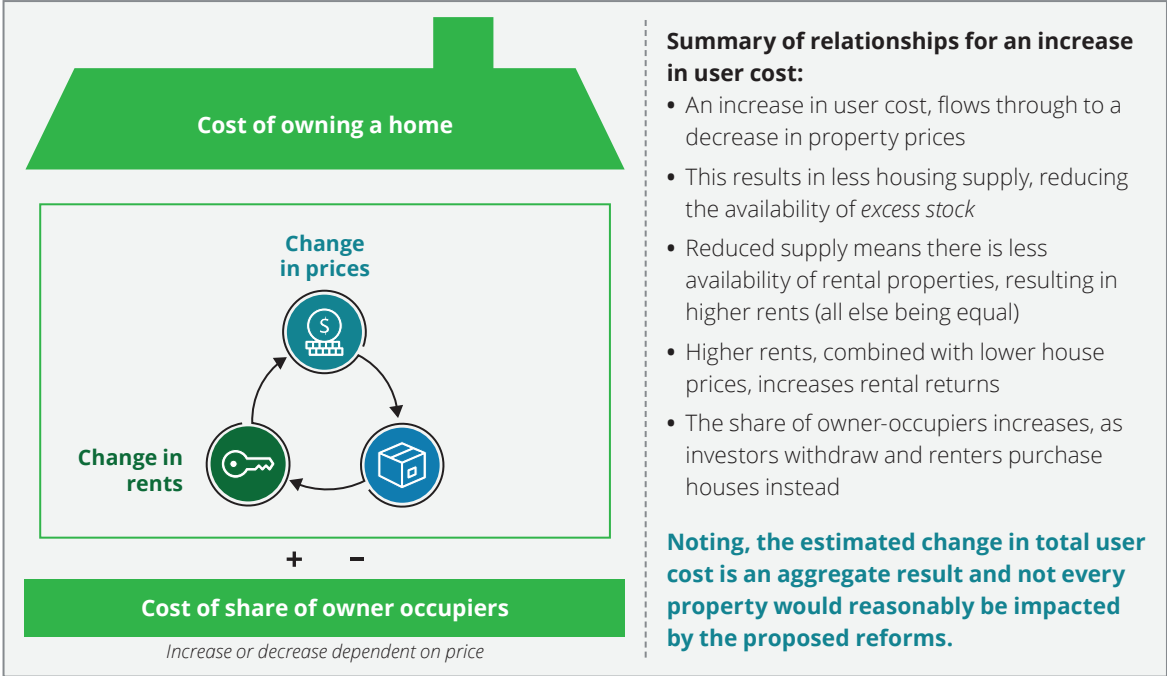 Cost of owning a home
Change
in prices
$
Change in
rents
+ –
Cost of share of owner occupiers
Increase or decrease dependent on price
Summary of relationships for an increase
in user cost:
• An increase in user cost, flows through to a
decrease in property prices
• This results in less housing supply, reducing
the availability of excess stock
• Reduced supply means there is less
availability of rental properties, resulting in
higher rents (all else being equal)
• Higher rents, combined with lower house
prices, increases rental returns
• The share of owner-occupiers increases, as
investors withdraw and renters purchase
houses instead
Noting, the estimated change in total user
cost is an aggregate result and not every
property would reasonably be impacted
by the proposed reforms.